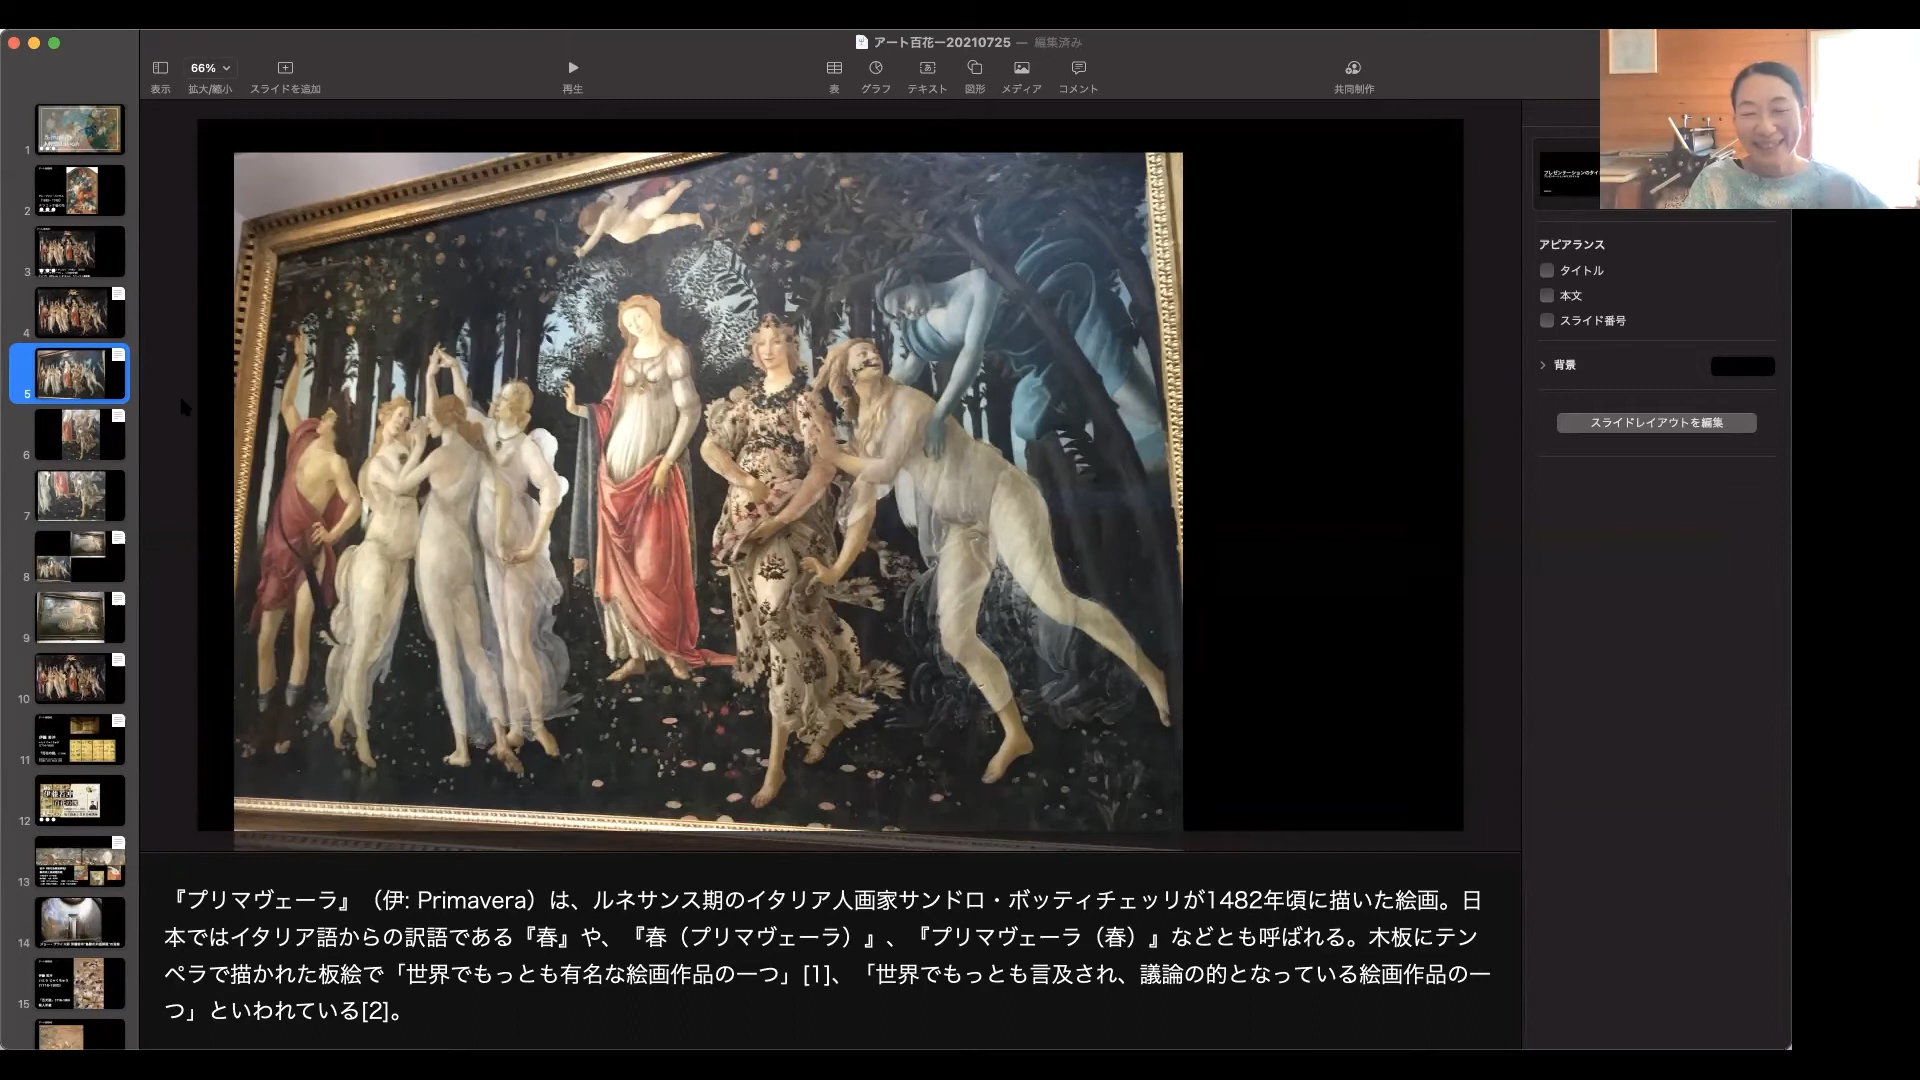 アート百花ー20210725 — 編集済み
66%
表示
拡大/縮小
スライドを追加
再生
表
グラフ
テキスト
図形
メディア
コメント
共同制作
1
2
3
4
5
6
7
8
9
10
11
12
13
14
15
アピアランス
タイトル
本文
スライド番号
背景
スライドレイアウトを編集
『プリマヴェーラ』（伊: Primavera）は、ルネサンス期のイタリア人画家サンドロ・ボッティチェッリが1482年頃に描いた絵画。日
本ではイタリア語からの訳語である『春』や、『春（プリマヴェーラ）』、『プリマヴェーラ（春）』などとも呼ばれる。木板にテン
ペラで描かれた板絵で「世界でもっとも有名な絵画作品の一つ」[1]、「世界でもっとも言及され、議論の的となっている絵画作品の一
つ」といわれている[2]。